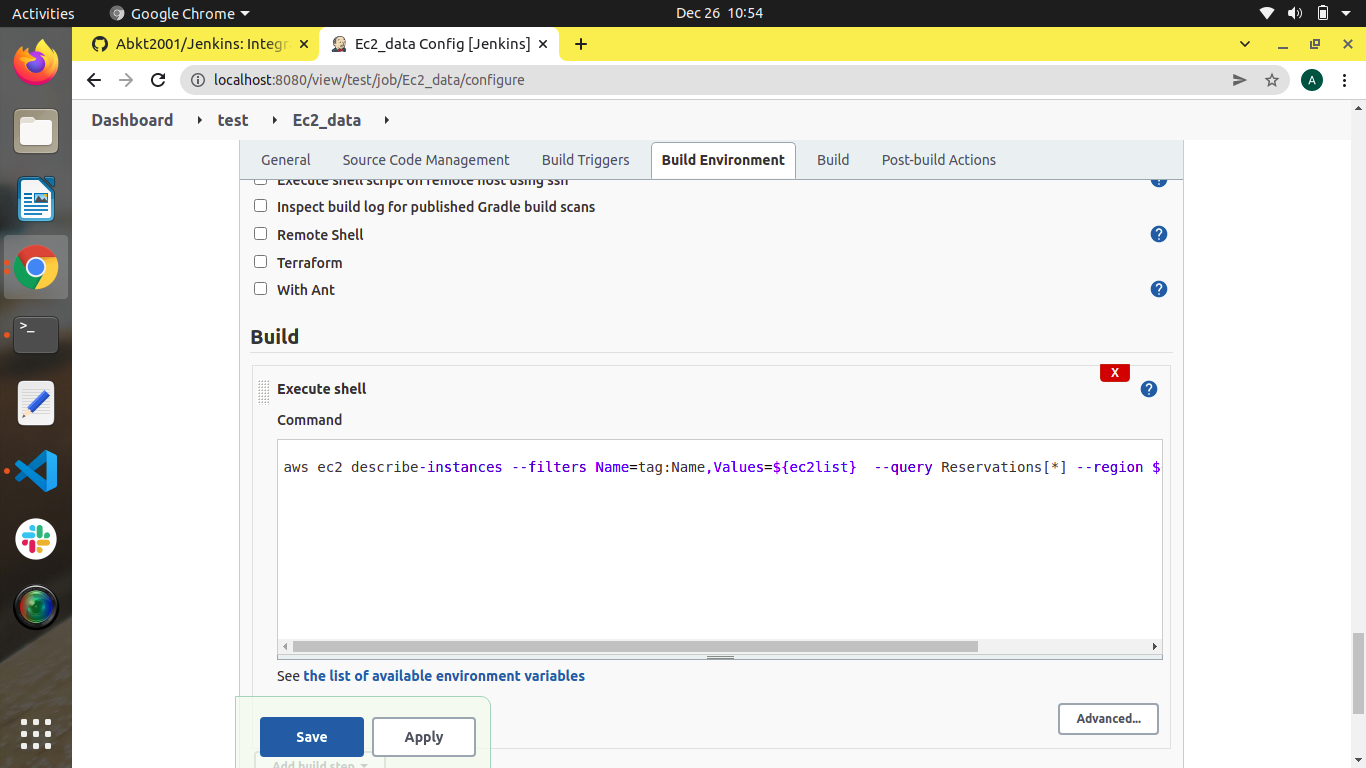 Activities Google Chrome Dec 26 10:54
Abkt2001/Jenkins: Integr Ec2_data Config [Jenkins]
localhost:8080/view/test/job/Ec2_data/configure A
Dashboard test Ec2_data
General Source Code Management Build Triggers Build Environment Build Post-build Actions
Execute shell script on remote host using ssh
Inspect build log for published Gradle build scans
Remote Shell
Terraform
With Ant
Build
X
Execute shell
Command
aws ec2 describe-instances --filters Name=tag:Name,Values=${ec2list}  --query Reservations[*] --region $
See the list of available environment variables
Advanced...
Save Apply
Add build step